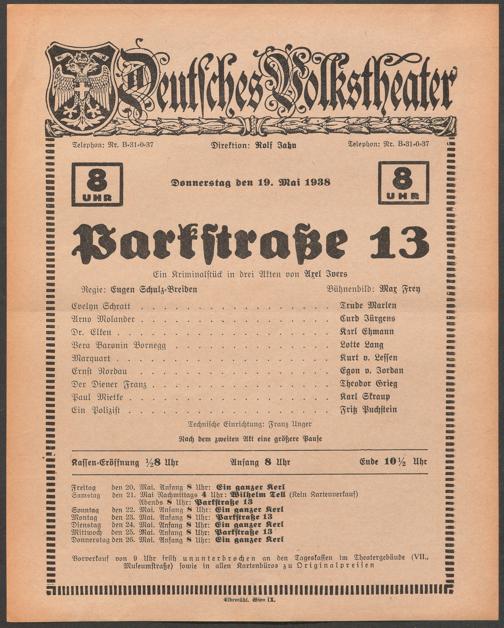 Deutsches Volkstheater
Telephon: Nr. B-31-0-37 Direktion: Rolf Jahn Telephon: Nr. B-31-0-37
8 UHR Donnerstag den 19. Mai 1938 8 UHR
Parkstraße 13
Ein Kriminalstück in drei Akten von Axel Ivers
Regie: Eugen Schulz-Breiden Bühnenbild: Max Frey
Evelyn Schratt . . . . . . . . . . . . . . Trude Marlen
Arno Molander . . . . . . . . . . . . . . Curd Jürgens
Dr. Elken . . . . . . . . . . . . . . Karl Ehmann
Vera Baronin Bornegg . . . . . . . . . . . . . . Lotte Lang
Marquart . . . . . . . . . . . . . . Kurt v. Lessen
Ernst Nordau . . . . . . . . . . . . . . Egon v. Jordan
Der Diener Franz . . . . . . . . . . . . . . Theodor Grieg
Paul Mielke . . . . . . . . . . . . . . Karl Skraup
Ein Polizist . . . . . . . . . . . . . . Fritz Puchstein
Technische Einrichtung: Franz Unger
Nach dem zweiten Akt eine größere Pause
Kassen-Eröffnung ½8 Uhr Anfang 8 Uhr Ende 10½ Uhr
Freitag den 20. Mai. Anfang 8 Uhr: Ein ganzer Kerl
Samstag den 21. Mai Nachmittags 4 Uhr: Wilhelm Tell (Kein Kartenverkauf)
Abends 8 Uhr: Parkstraße 13
Sonntag den 22. Mai. Anfang 8 Uhr: Ein ganzer Kerl
Montag den 23. Mai. Anfang 8 Uhr: Parkstraße 13
Dienstag den 24. Mai. Anfang 8 Uhr: Ein ganzer Kerl
Mittwoch den 25. Mai. Anfang 8 Uhr: Parkstraße 13
Donnerstag den 26. Mai. Anfang 8 Uhr: Ein ganzer Kerl
Vorverkauf von 9 Uhr früh ununterbrochen an den Tageskassen im Theatergebäude (VII.,
Museumstraße) sowie in allen Kartenbüros zu Originalpreisen
Elbemühl, Wien IX.